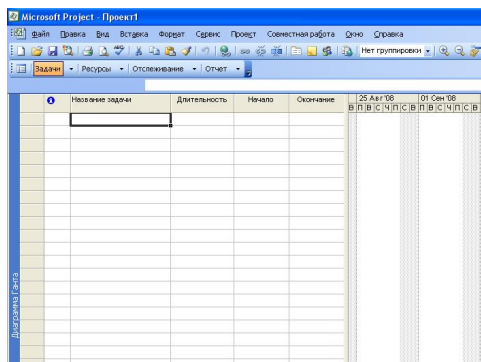 Microsoft Project - Проект1
Файл Правка Вид Вставка Формат Сервис Проект Совместная работа Окно Справка
Нет группировки
Задачи Ресурсы Отслеживание Отчет
Название задачи Длительность Начало Окончание 25 Авг '08 01 Сен '08
В П В С Ч П С В П В С Ч П С В
Диаграмма Ганта